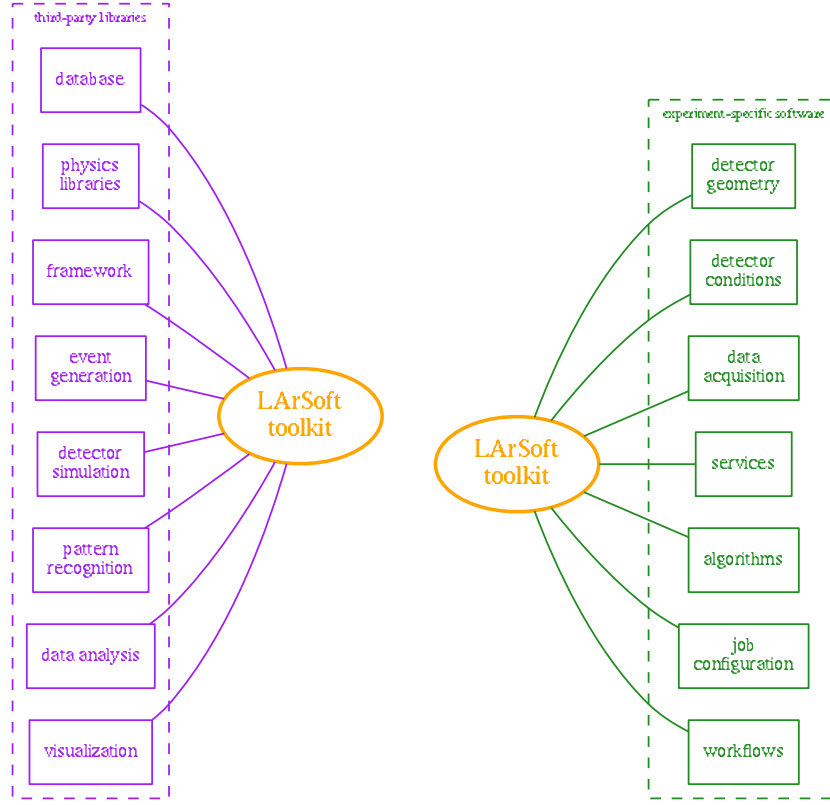 third-party libraries
database
physics
libraries
framework
event
generation
detector
simulation
pattern
recognition
data analysis
visualization
LArSoft
toolkit
LArSoft
toolkit
experiment-specific software
detector
geometry
detector
conditions
data
acquisition
services
algorithms
job
configuration
workflows